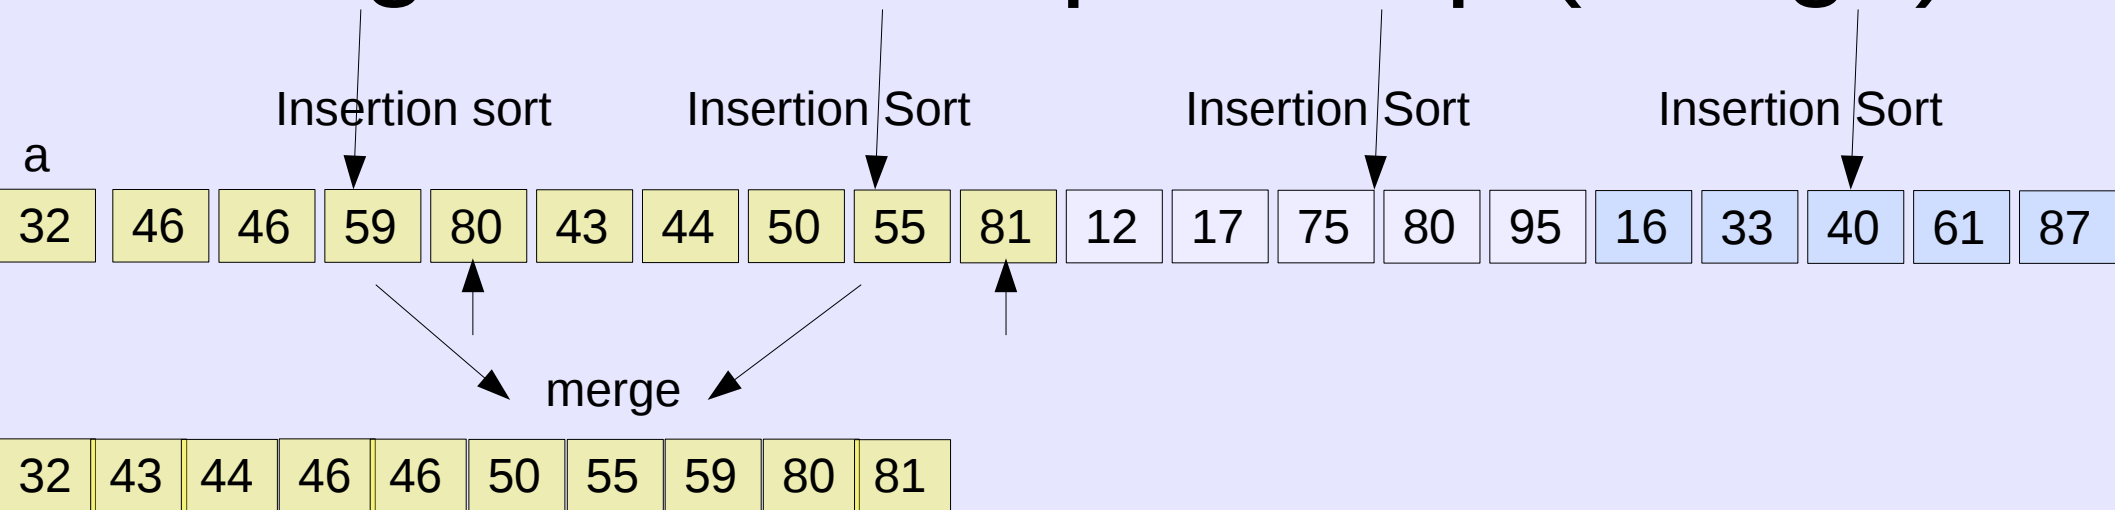 Insertion sort Insertion Sort Insertion Sort Insertion Sort
a
32 46 46 59 80 43 44 50 55 81 12 17 75 80 95 16 33 40 61 87
merge
32 43 44 46 46 50 55 59 80 81